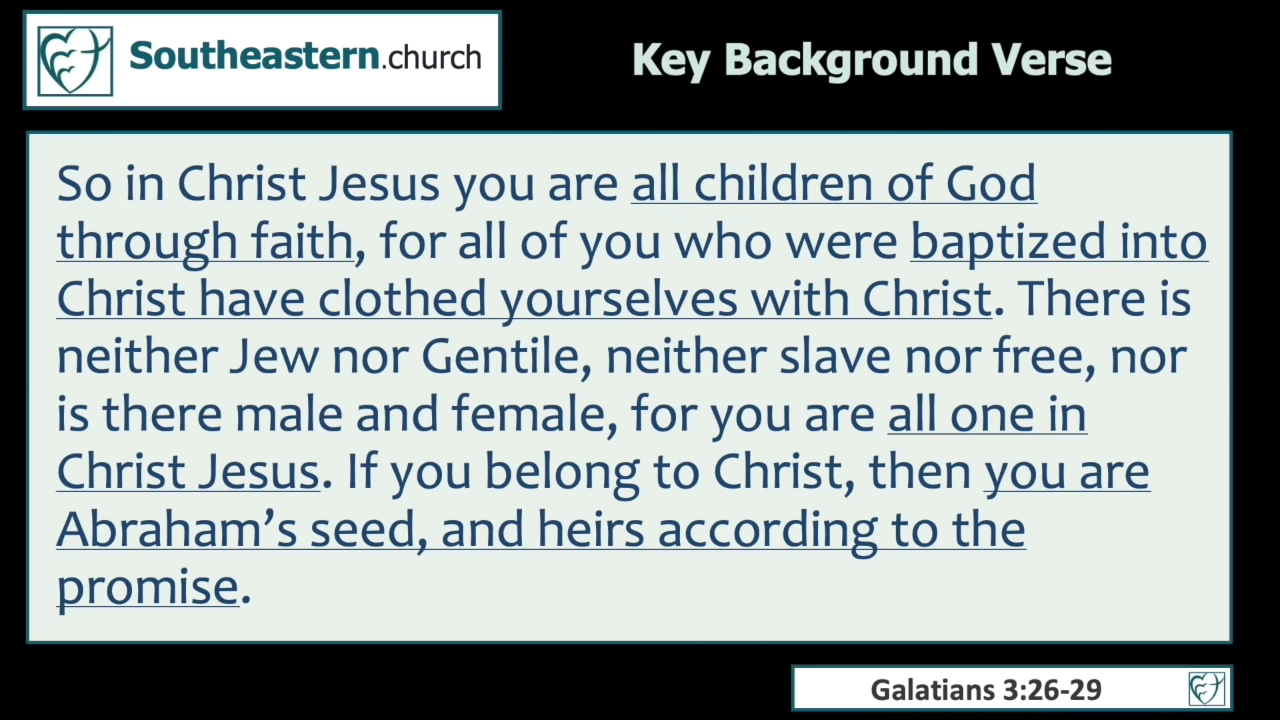 Southeastern.church
Key Background Verse
So in Christ Jesus you are all children of God
through faith, for all of you who were baptized into
Christ have clothed yourselves with Christ. There is
neither Jew nor Gentile, neither slave nor free, nor
is there male and female, for you are all one in
Christ Jesus. If you belong to Christ, then you are
Abraham’s seed, and heirs according to the
promise.
Galatians 3:26-29